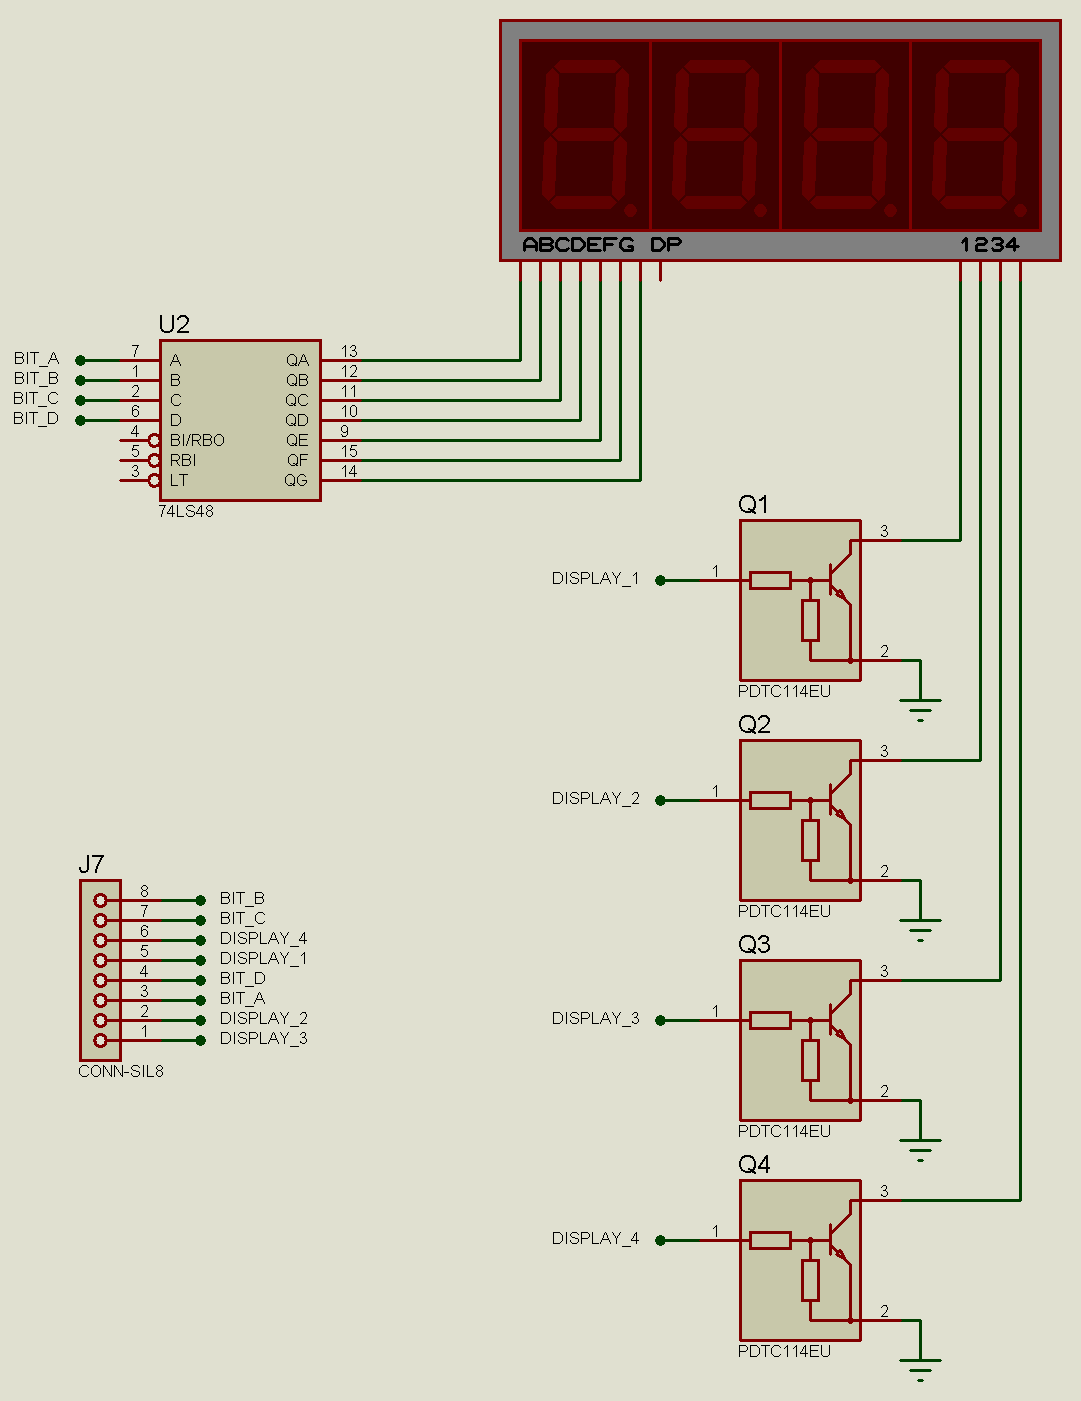 ABCDEFG DP 1234
U2
BIT_A 7 A QA 13
BIT_B 1 B QB 12
BIT_C 2 C QC 11
BIT_D 6 D QD 10
4 BI/RBO QE 9
5 RBI QF 15
3 LT QG 14
74LS48
Q1
3
DISPLAY_1 1
2
PDTC114EU
Q2
3
DISPLAY_2 1
2
PDTC114EU
J7
8 BIT_B
7 BIT_C
6 DISPLAY_4
5 DISPLAY_1
4 BIT_D
3 BIT_A
2 DISPLAY_2
1 DISPLAY_3
CONN-SIL8
Q3
3
DISPLAY_3 1
2
PDTC114EU
Q4
3
DISPLAY_4 1
2
PDTC114EU